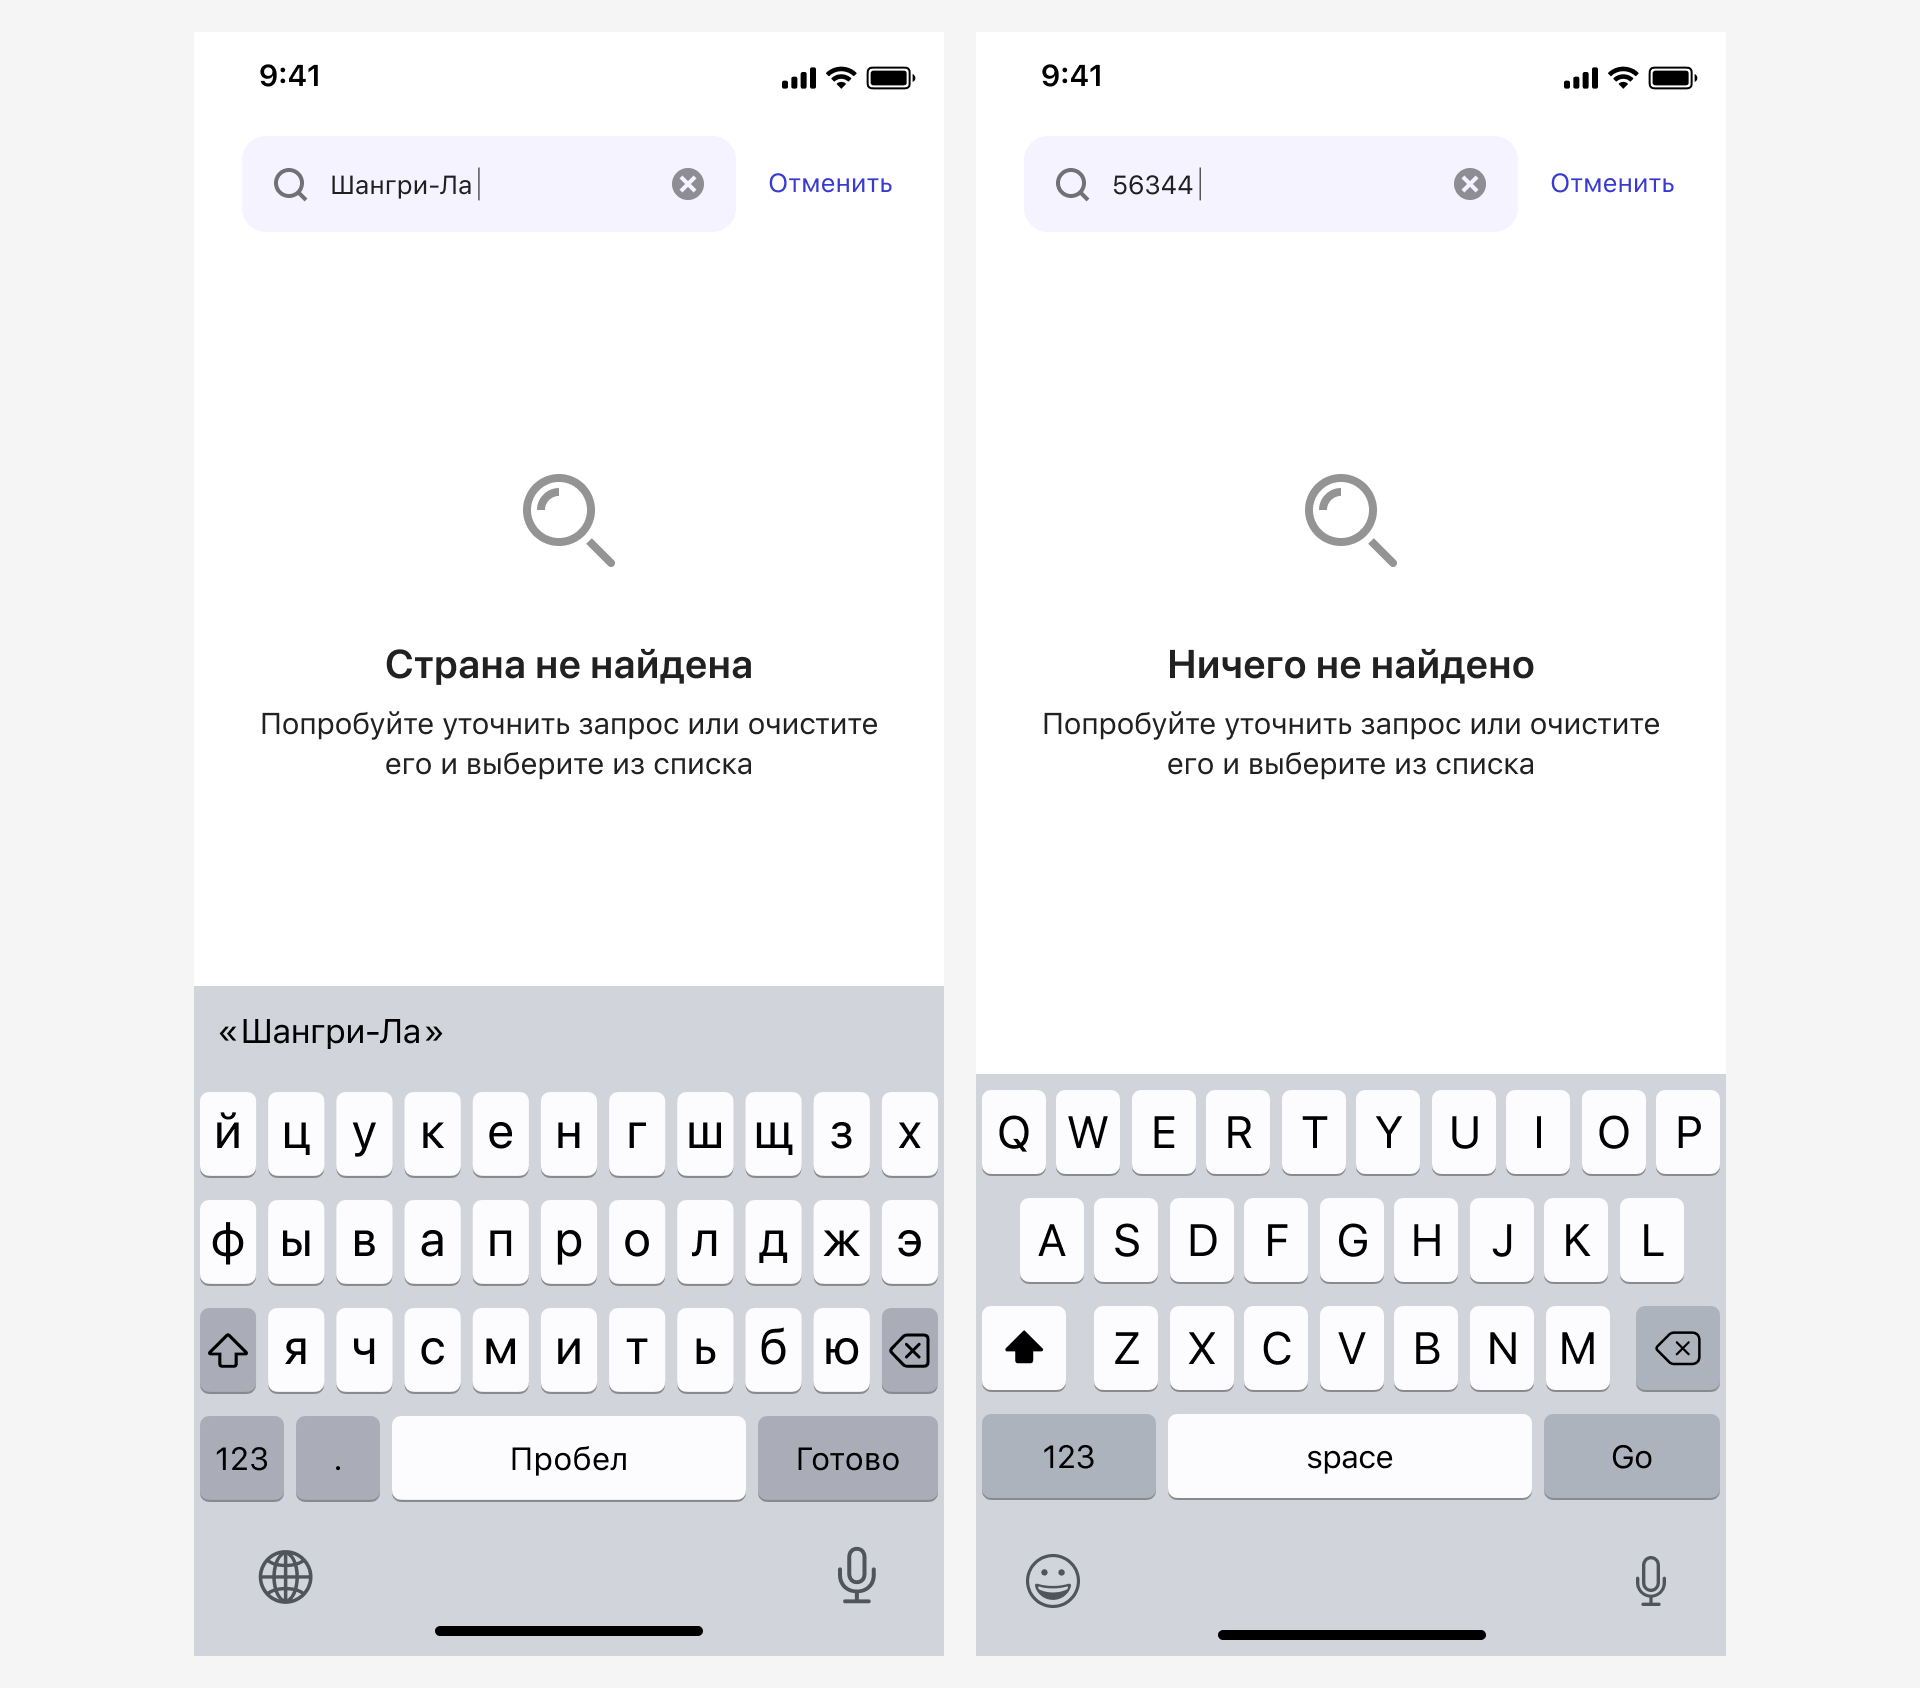 9:41
Шангри-Ла
Отменить
Страна не найдена
Попробуйте уточнить запрос или очистите
его и выберите из списка
«Шангри-Ла»
й ц у к е н г ш щ з х
ф ы в а п р о л д ж э
я ч с м и т ь б ю
123 . Пробел Готово
9:41
56344
Отменить
Ничего не найдено
Попробуйте уточнить запрос или очистите
его и выберите из списка
Q W E R T Y U I O P
A S D F G H J K L
Z X C V B N M
123 space Go